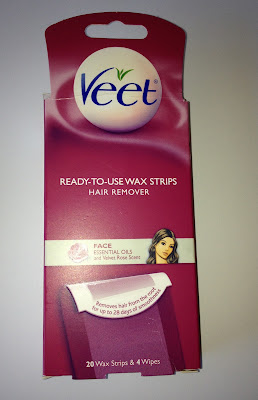 Veet
READY-TO-USE WAX STRIPS
HAIR REMOVER
FACE
ESSENTIAL OILS
and Velvet Rose Scent
Removes hair from the root
for up to 28 days of smoothness
20 Wax Strips & 4 Wipes